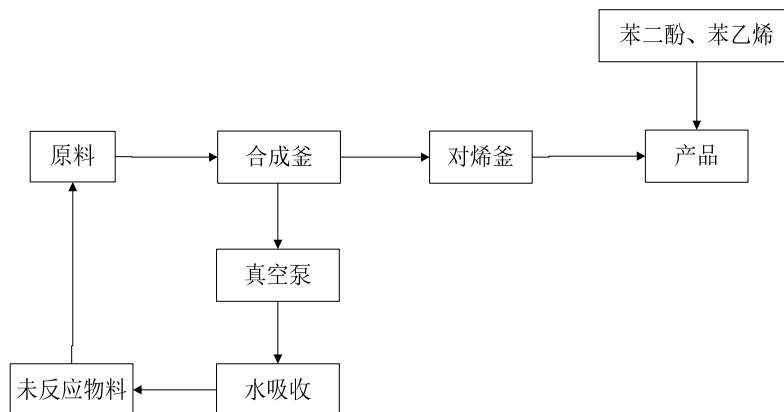 苯二酚、苯乙烯
原料
合成釜
对烯釜
产品
真空泵
未反应物料
水吸收